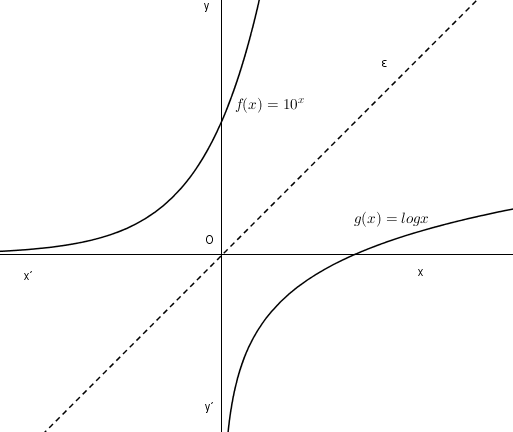 y
ε
f(x) = 10^x
g(x) = logx
O
x´
x
y´